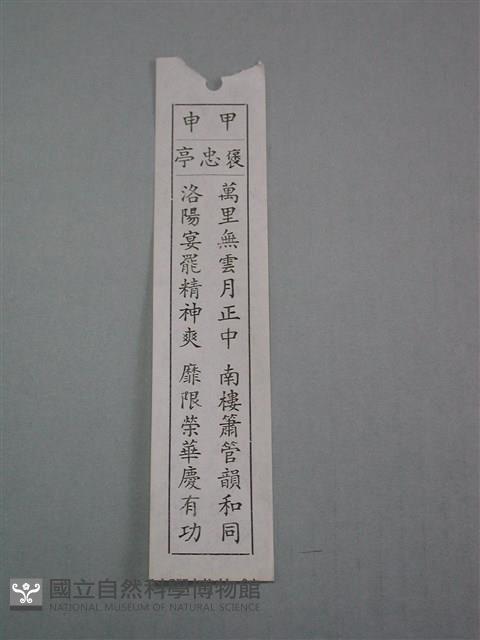 甲申
褒忠亭
萬里無雲月正中 南樓簫管韻和同
洛陽宴罷精神爽 靡限榮華慶有功
國立自然科學博物館
NATIONAL MUSEUM OF NATURAL SCIENCE